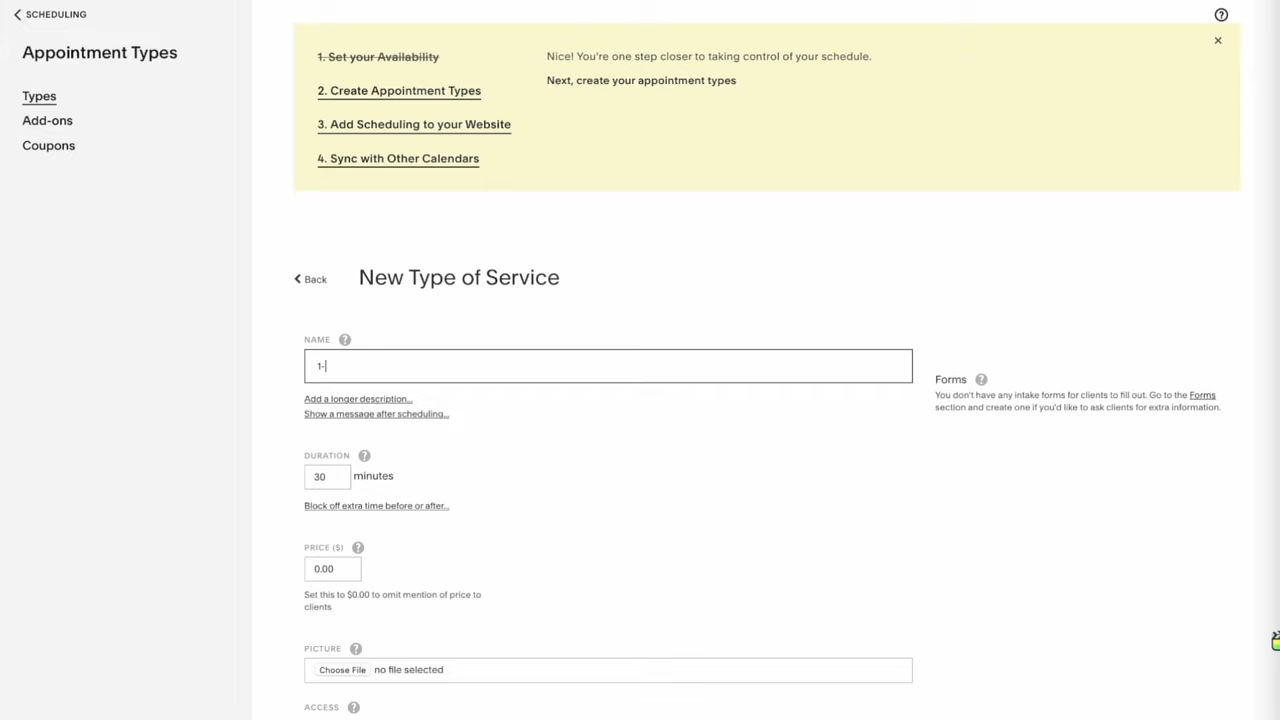 SCHEDULING
Appointment Types
Types
Add-ons
Coupons
1. Set your Availability
2. Create Appointment Types
3. Add Scheduling to your Website
4. Sync with Other Calendars
Nice! You're one step closer to taking control of your schedule.
Next, create your appointment types
Back
New Type of Service
NAME
1-
Add a longer description...
Show a message after scheduling...
Forms
You don't have any intake forms for clients to fill out. Go to the Forms
section and create one if you'd like to ask clients for extra information.
DURATION
30 minutes
Block off extra time before or after...
PRICE ($)
0.00
Set this to $0.00 to omit mention of price to
clients
PICTURE
Choose File no file selected
ACCESS